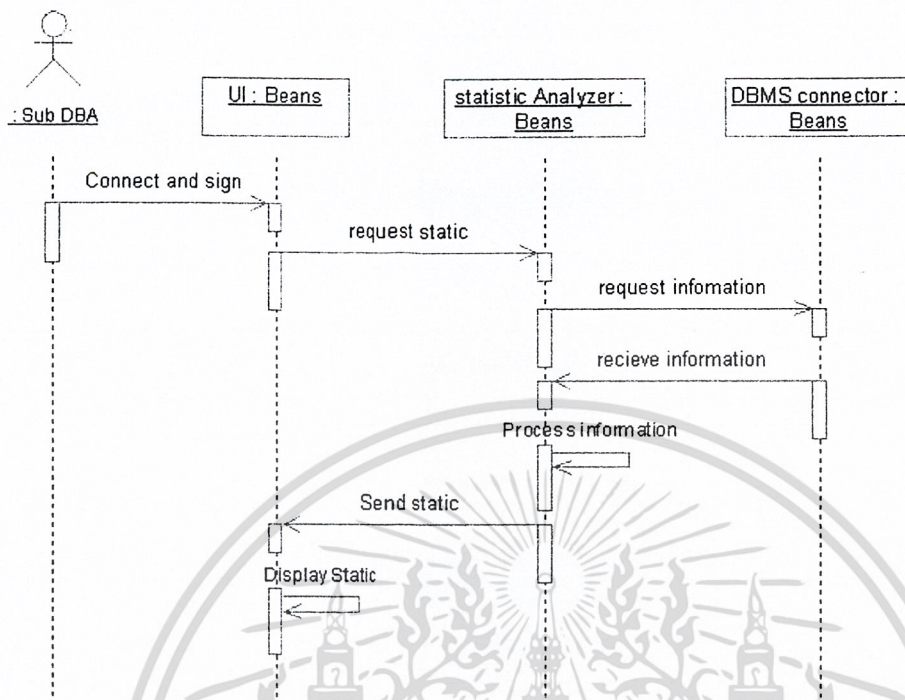 : Sub DBA
UI : Beans
statistic Analyzer :
Beans
DBMS connector :
Beans
Connect and sign
request static
request infomation
recieve information
Process information
Send static
Display Static